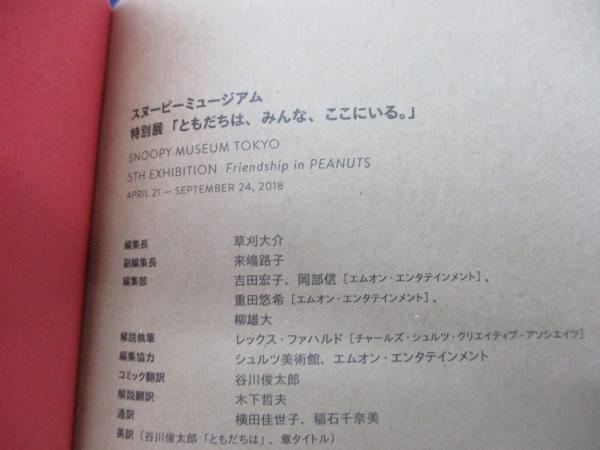 スヌーピーミュージアム
特別展「ともだちは、みんな、ここにいる。」
SNOOPY MUSEUM TOKYO
5TH EXHIBITION Friendship in PEANUTS
APRIL 21 — SEPTEMBER 24, 2018
編集長 草刈大介
副編集長 來嶋路子
編集部 吉田宏子、岡部信[エムオン・エンタテインメント]、
重田悠希[エムオン・エンタテインメント]、
柳雄大
解説執筆 レックス・ファハルド[チャールズ・シュルツ・クリエイティブ・アソシエイツ]
編集協力 シュルツ美術館、エムオン・エンタテインメント
コミック翻訳 谷川俊太郎
解説翻訳 木下哲夫
通訳 横田佳世子、稲石千奈美
英訳(谷川俊太郎「ともだちは」、章タイトル)